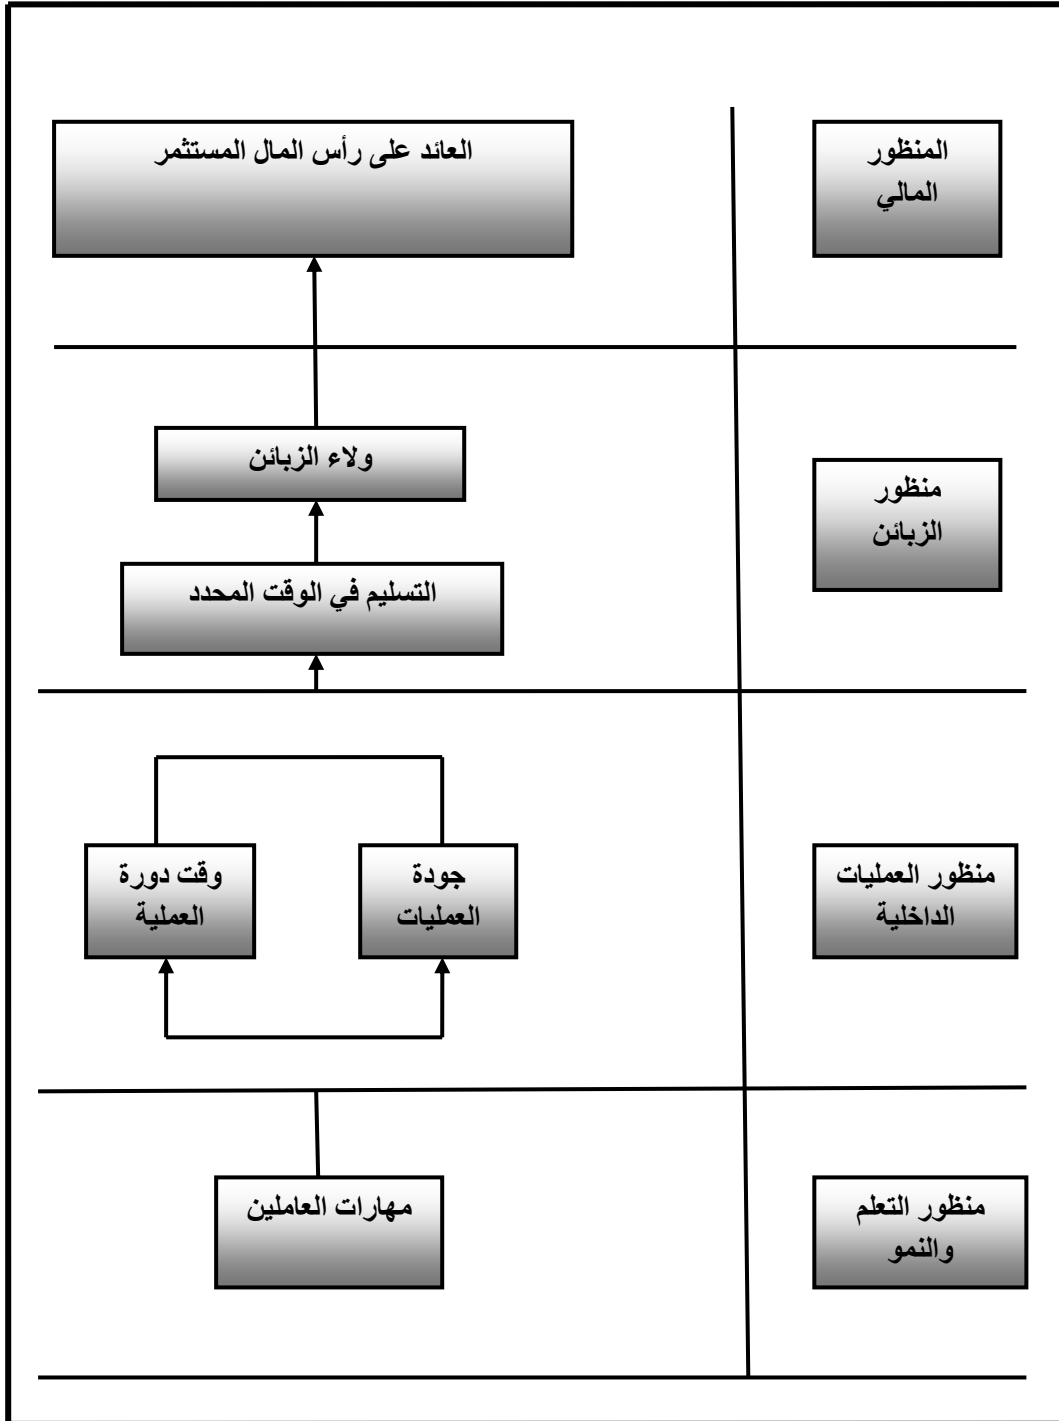 المنظور
المالي
العائد على رأس المال المستثمر
منظور
الزبائن
ولاء الزبائن
التسليم في الوقت المحدد
منظور العمليات
الداخلية
جودة
العمليات
وقت دورة
العملية
منظور التعلم
والنمو
مهارات العاملين